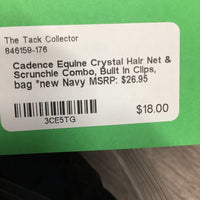 The Tack Collector
846159-176
Cadence Equine Crystal Hair Net &
Scrunchie Combo, Built In Clips,
bag *new Navy MSRP: $26.95
$18.00
3CE5TG